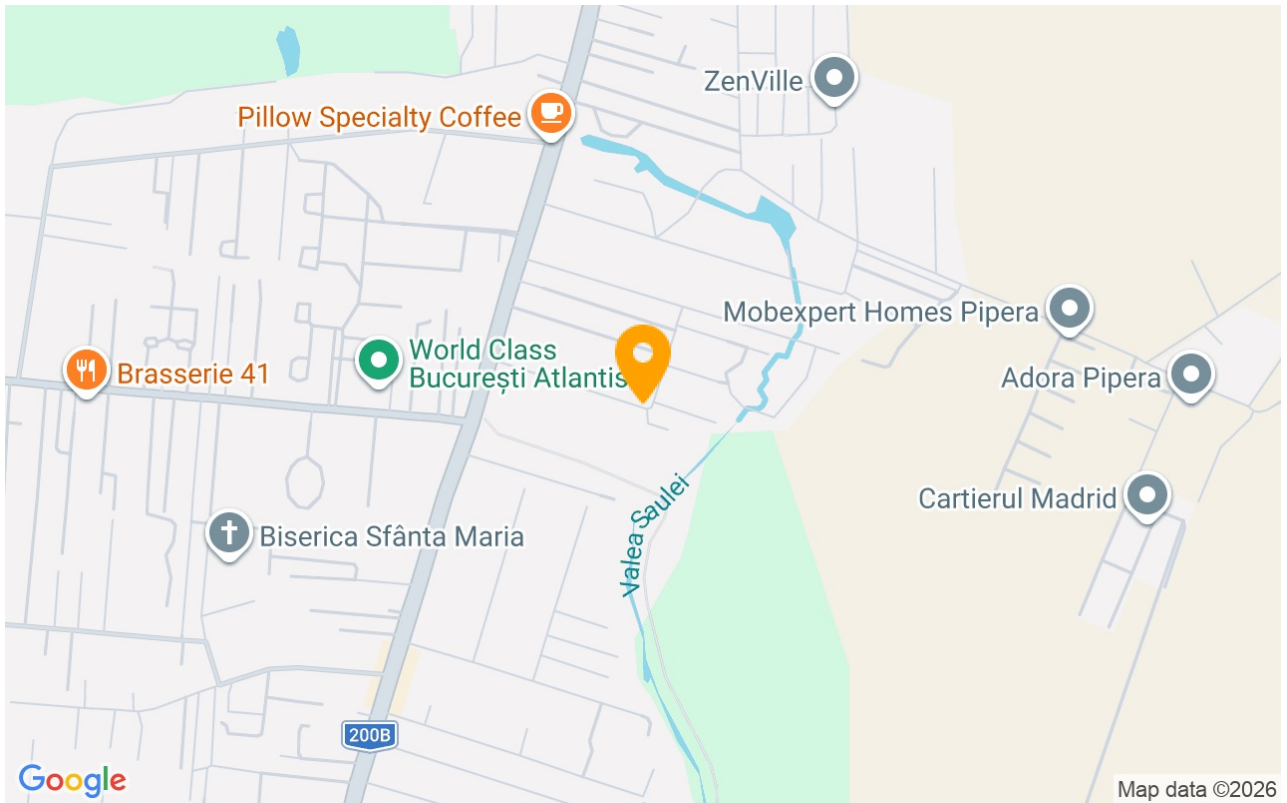 ZenVille
Pillow Specialty Coffee
Mobexpert Homes Pipera
World Class
București Atlantis
Brasserie 41
Adora Pipera
Cartierul Madrid
Valea Saulei
Biserica Sfânta Maria
200B
Google
Map data ©2026